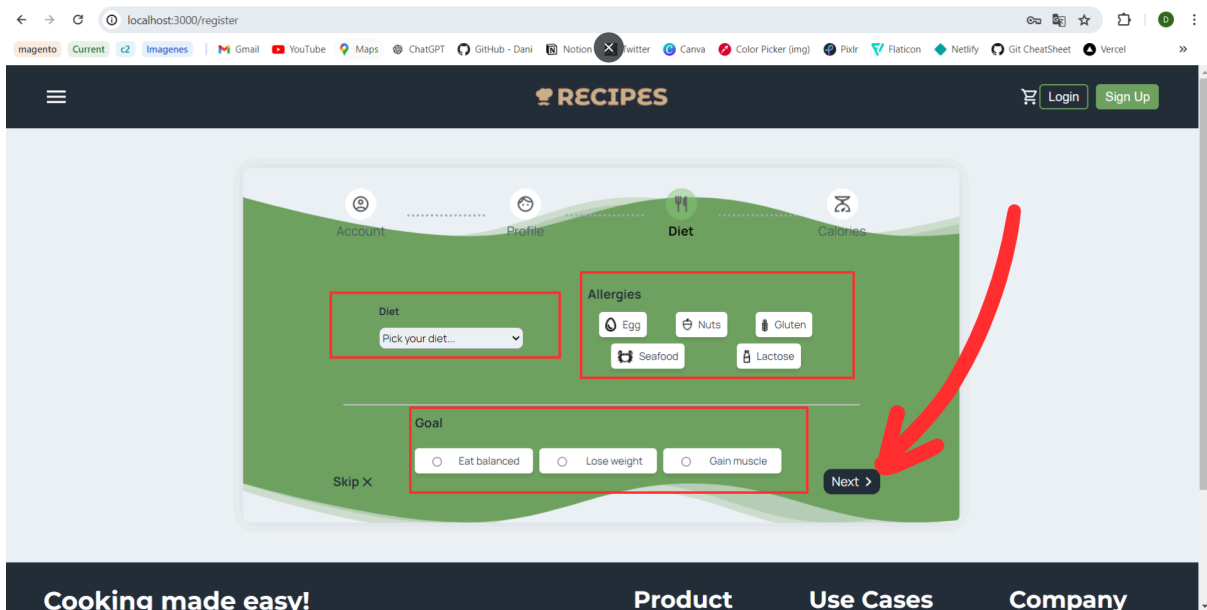 localhost:3000/register
magento Current c2 Imagenes Gmail YouTube Maps ChatGPT GitHub - Dani Notion Twitter Canva Color Picker (img) Pixlr Flaticon Netlify Git CheatSheet Vercel »
RECIPES Login Sign Up
Account Profile Diet Calories
Diet
Pick your diet...
Allergies
Egg Nuts Gluten
Seafood Lactose
Goal
Eat balanced Lose weight Gain muscle
Skip X
Next >
Cooking made easy! Product Use Cases Company